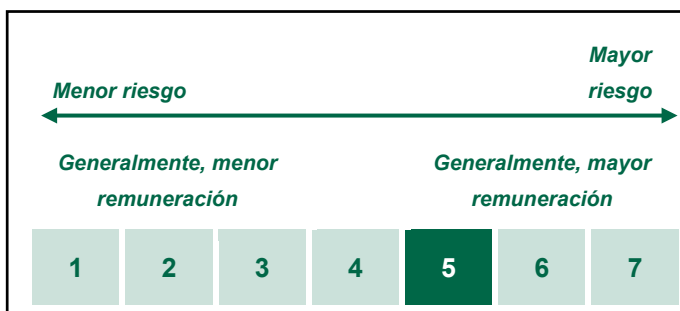 Menor riesgo
Mayor
riesgo
Generalmente, menor
remuneración
Generalmente, mayor
remuneración
1 2 3 4 5 6 7